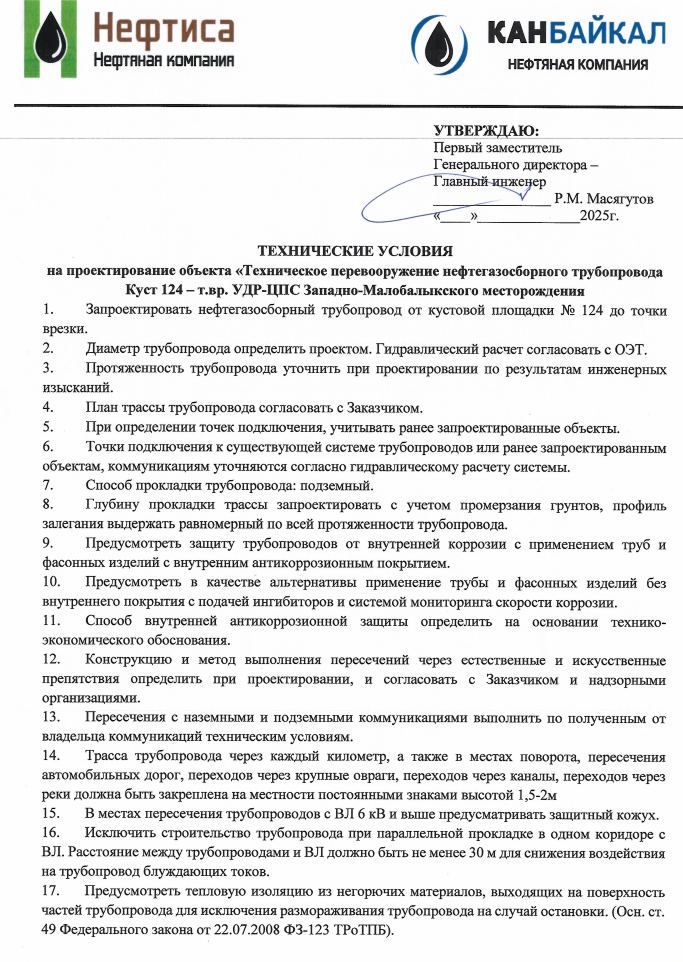 Нефтиса
Нефтяная компания
КАНБАЙКАЛ
НЕФТЯНАЯ КОМПАНИЯ
УТВЕРЖДАЮ:
Первый заместитель
Генерального директора –
Главный инженер
________________ Р.М. Масягутов
«____»______________2025г.
ТЕХНИЧЕСКИЕ УСЛОВИЯ
на проектирование объекта «Техническое перевооружение нефтегазосборного трубопровода
Куст 124 – т.вр. УДР-ЦПС Западно-Малобалыкского месторождения
1. Запроектировать нефтегазосборный трубопровод от кустовой площадки № 124 до точки
врезки.
2. Диаметр трубопровода определить проектом. Гидравлический расчет согласовать с ОЭТ.
3. Протяженность трубопровода уточнить при проектировании по результатам инженерных
изысканий.
4. План трассы трубопровода согласовать с Заказчиком.
5. При определении точек подключения, учитывать ранее запроектированные объекты.
6. Точки подключения к существующей системе трубопроводов или ранее запроектированным
объектам, коммуникациям уточняются согласно гидравлическому расчету системы.
7. Способ прокладки трубопровода: подземный.
8. Глубину прокладки трассы запроектировать с учетом промерзания грунтов, профиль
залегания выдержать равномерный по всей протяженности трубопровода.
9. Предусмотреть защиту трубопроводов от внутренней коррозии с применением труб и
фасонных изделий с внутренним антикоррозионным покрытием.
10. Предусмотреть в качестве альтернативы применение трубы и фасонных изделий без
внутреннего покрытия с подачей ингибиторов и системой мониторинга скорости коррозии.
11. Способ внутренней антикоррозионной защиты определить на основании технико-
экономического обоснования.
12. Конструкцию и метод выполнения пересечений через естественные и искусственные
препятствия определить при проектировании, и согласовать с Заказчиком и надзорными
организациями.
13. Пересечения с наземными и подземными коммуникациями выполнить по полученным от
владельца коммуникаций техническим условиям.
14. Трасса трубопровода через каждый километр, а также в местах поворота, пересечения
автомобильных дорог, переходов через крупные овраги, переходов через каналы, переходов через
реки должна быть закреплена на местности постоянными знаками высотой 1,5-2м
15. В местах пересечения трубопроводов с ВЛ 6 кВ и выше предусматривать защитный кожух.
16. Исключить строительство трубопровода при параллельной прокладке в одном коридоре с
ВЛ. Расстояние между трубопроводами и ВЛ должно быть не менее 30 м для снижения воздействия
на трубопровод блуждающих токов.
17. Предусмотреть тепловую изоляцию из негорючих материалов, выходящих на поверхность
частей трубопровода для исключения размораживания трубопровода на случай остановки. (Осн. ст.
49 Федерального закона от 22.07.2008 ФЗ-123 ТРоТПБ).